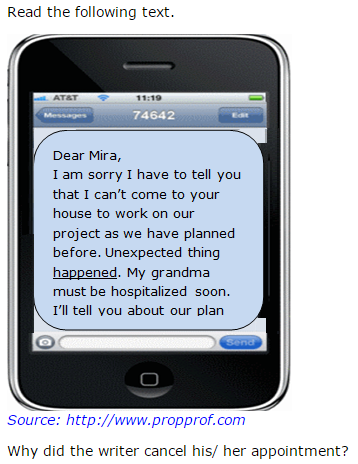 Read the following text.
AT&T 11:19
Messages 74642 Edit
Dear Mira,
I am sorry I have to tell you
that I can't come to your
house to work on our
project as we have planned
before. Unexpected thing
happened. My grandma
must be hospitalized soon.
I'll tell you about our plan
Send
Source: http://www.propprof.com
Why did the writer cancel his/ her appointment?